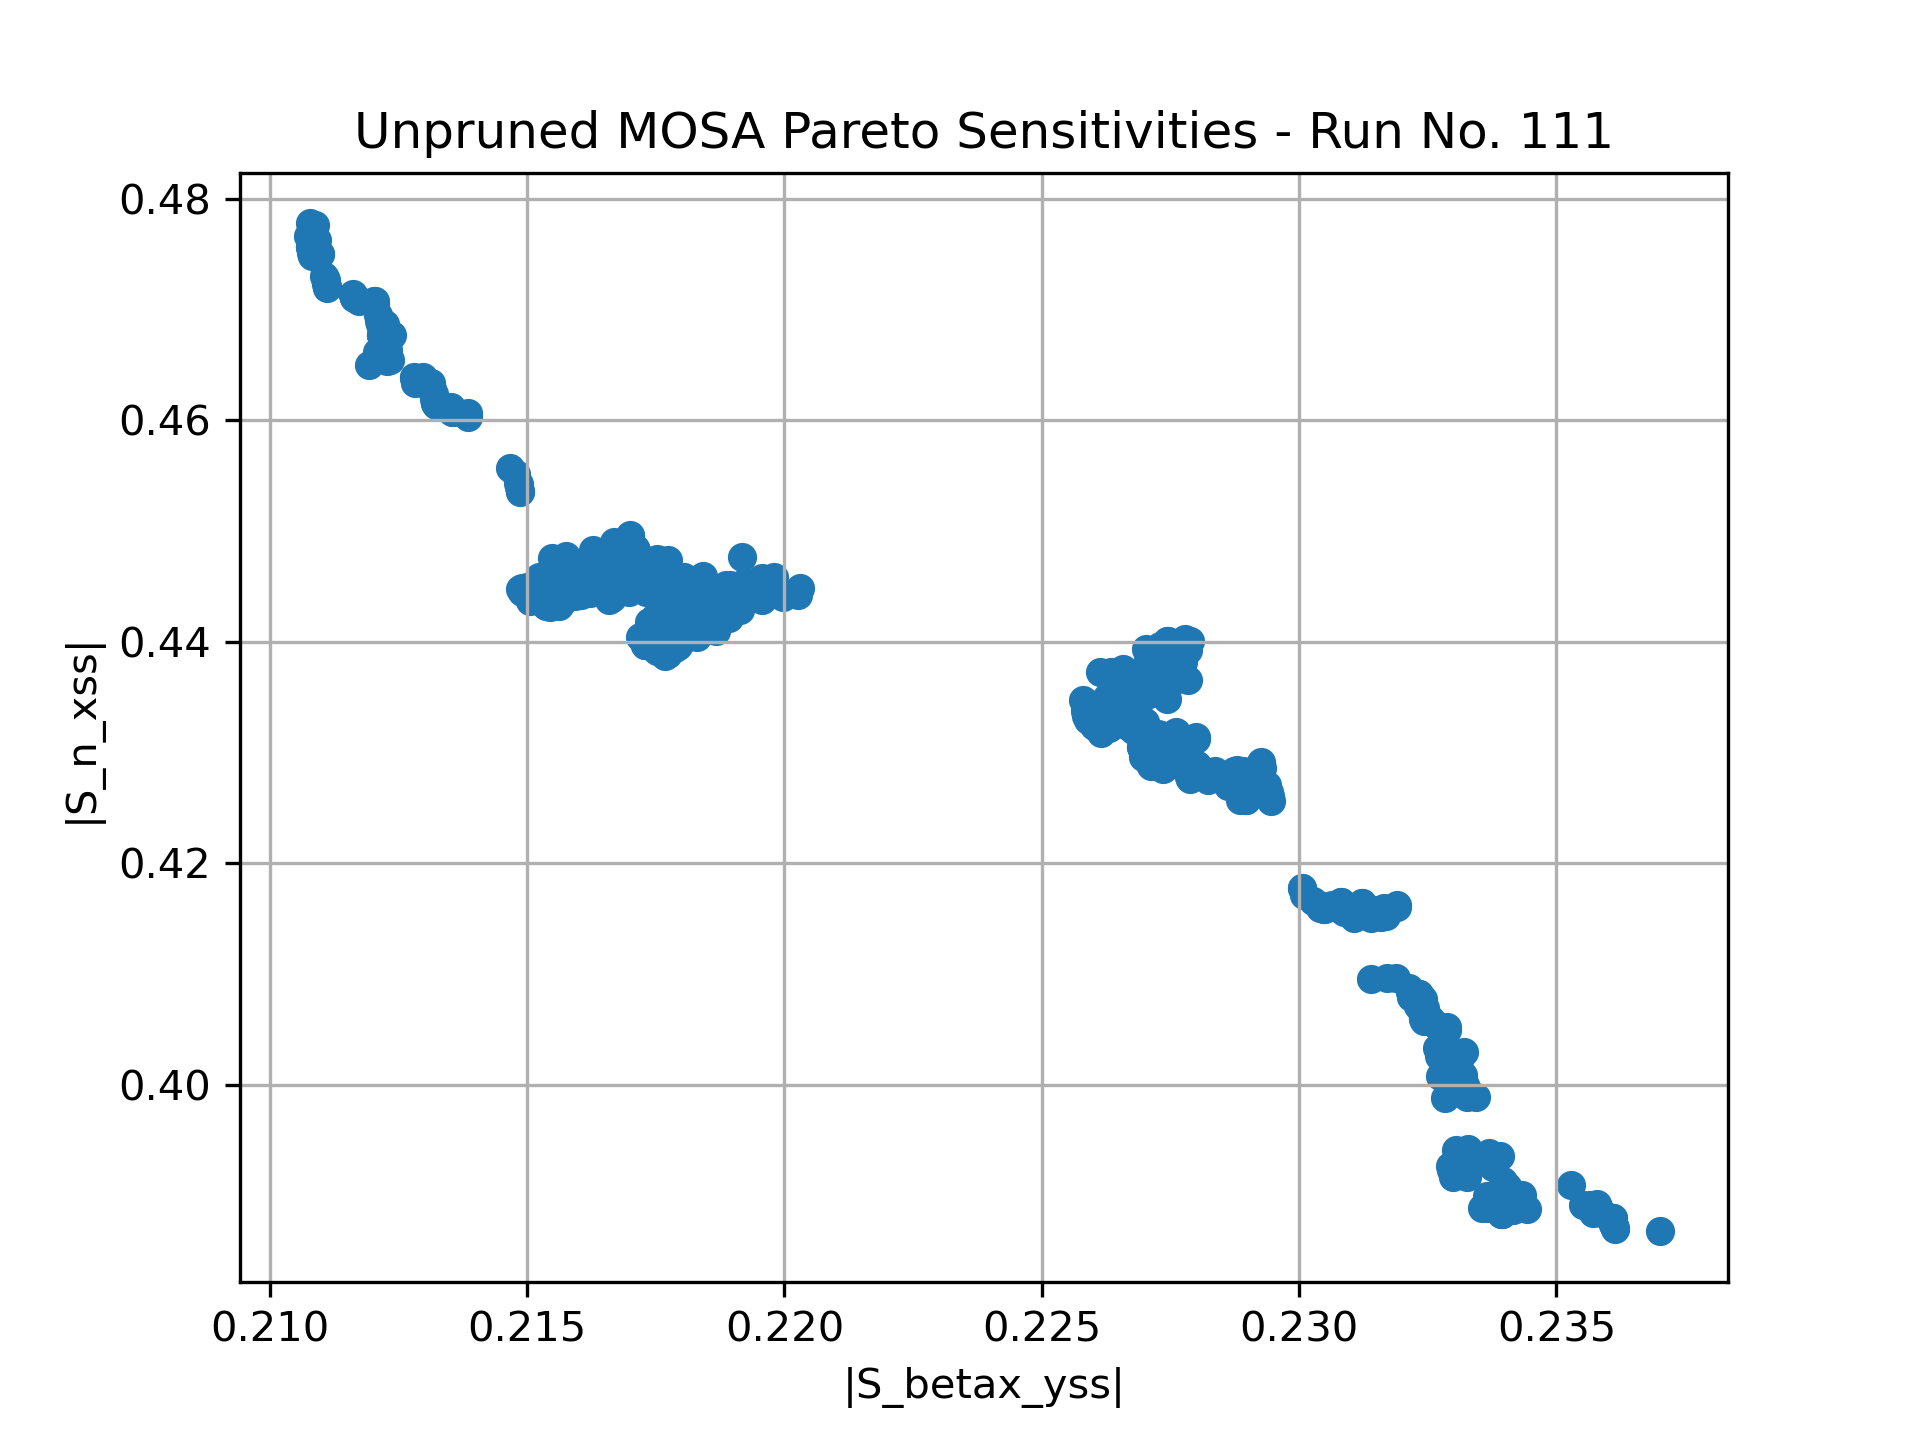 Unpruned MOSA Pareto Sensitivities - Run No. 111
0.48
0.46
0.44
0.42
0.40
|S_n_xss|
0.210 0.215 0.220 0.225 0.230 0.235
|S_betax_yss|